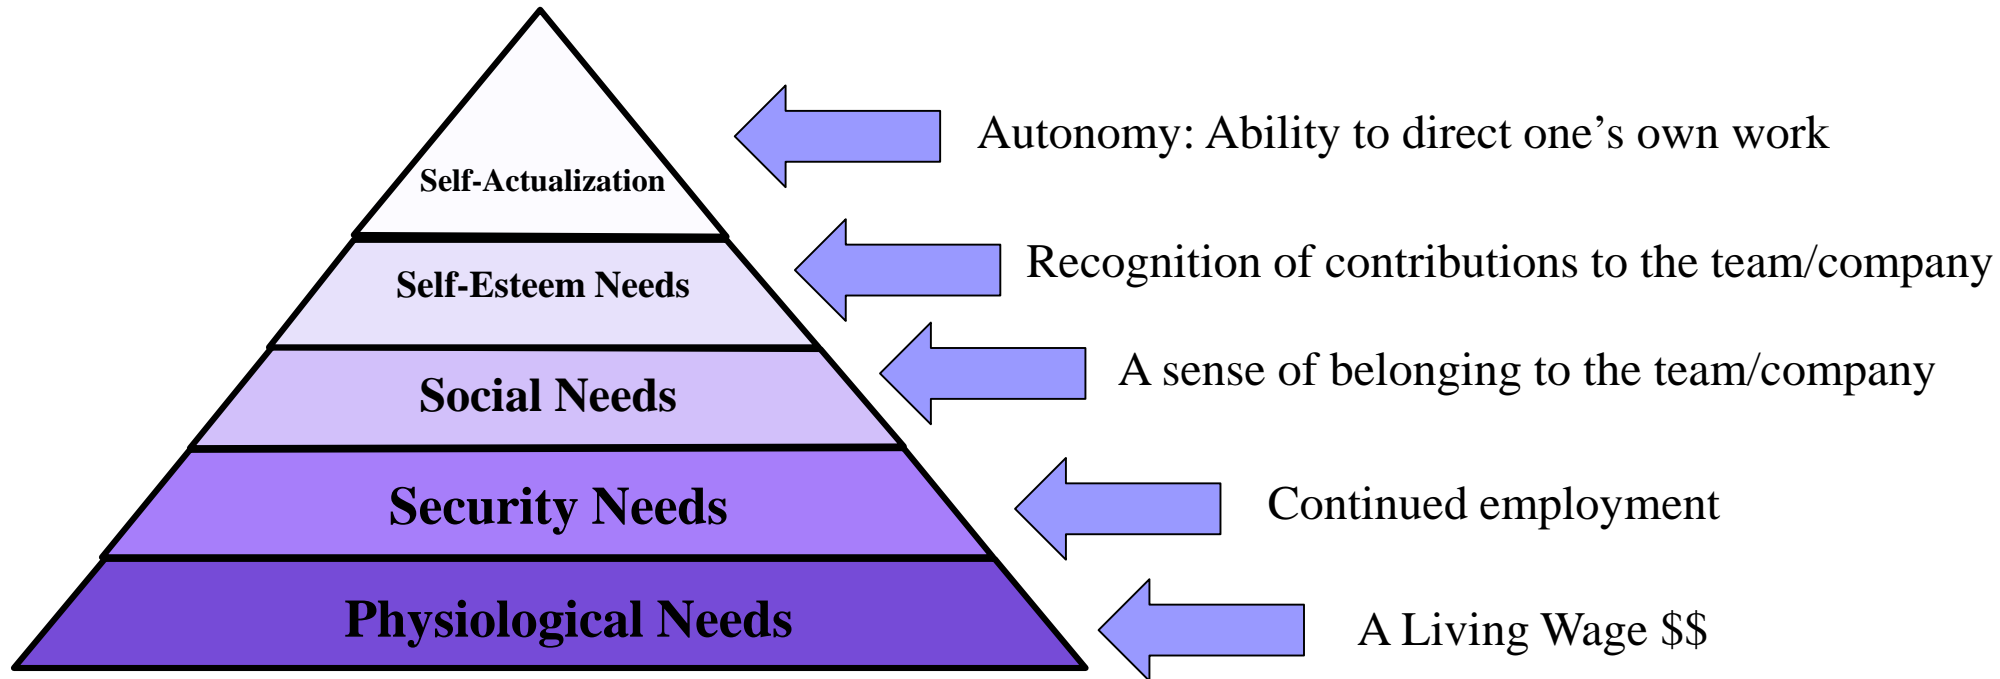 Autonomy: Ability to direct one’s own work
Self-Actualization
Recognition of contributions to the team/company
Self-Esteem Needs
A sense of belonging to the team/company
Social Needs
Continued employment
Security Needs
Physiological Needs
A Living Wage $$